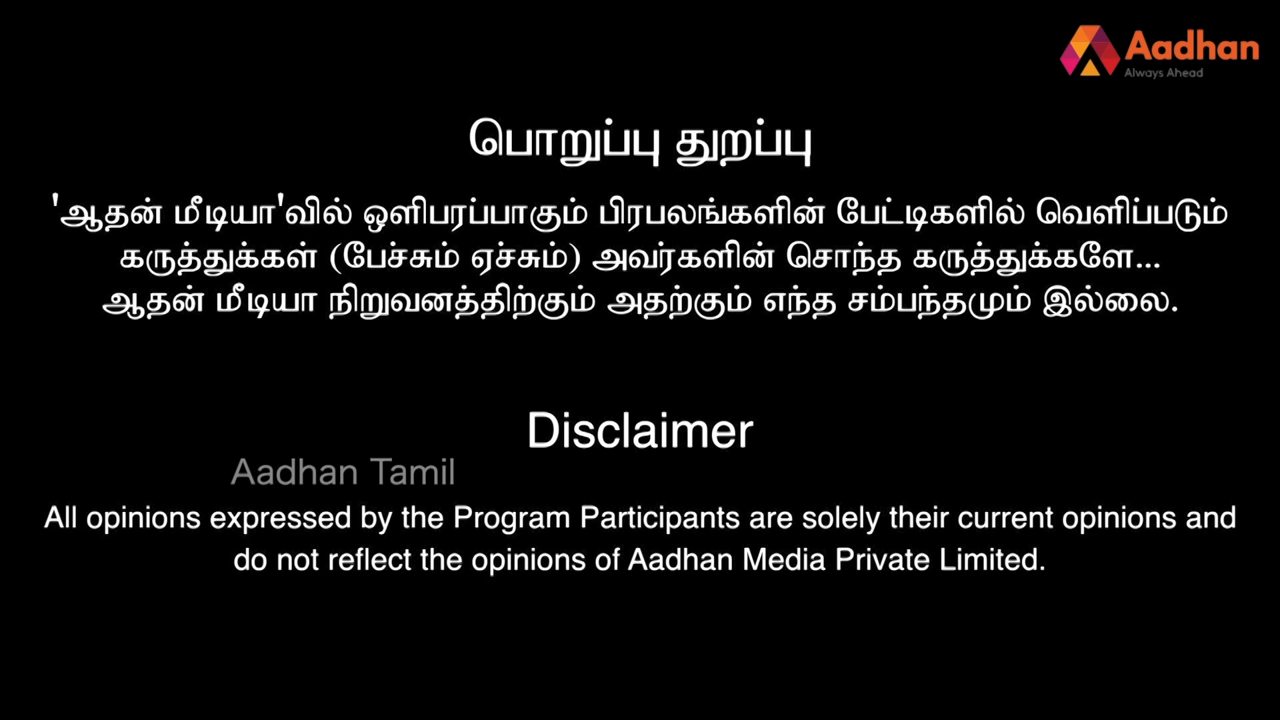 Aadhan
Always Ahead
பொறுப்பு துறப்பு
'ஆதன் மீடியா'வில் ஒளிபரப்பாகும் பிரபலங்களின் பேட்டிகளில் வெளிப்படும்
கருத்துக்கள் (பேச்சும் ஏச்சும்) அவர்களின் சொந்த கருத்துக்களே...
ஆதன் மீடியா நிறுவனத்திற்கும் அதற்கும் எந்த சம்பந்தமும் இல்லை.
Disclaimer
Aadhan Tamil
All opinions expressed by the Program Participants are solely their current opinions and
do not reflect the opinions of Aadhan Media Private Limited.